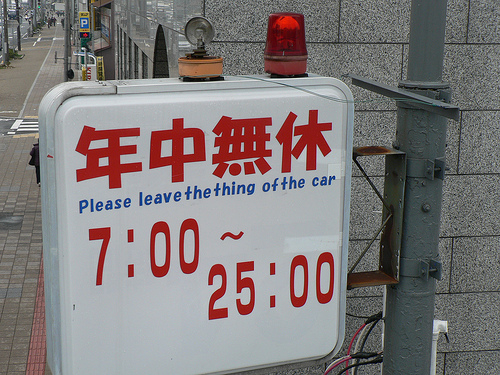 年中無休
Please leavethething ofthe car
7:00～
25:00
P